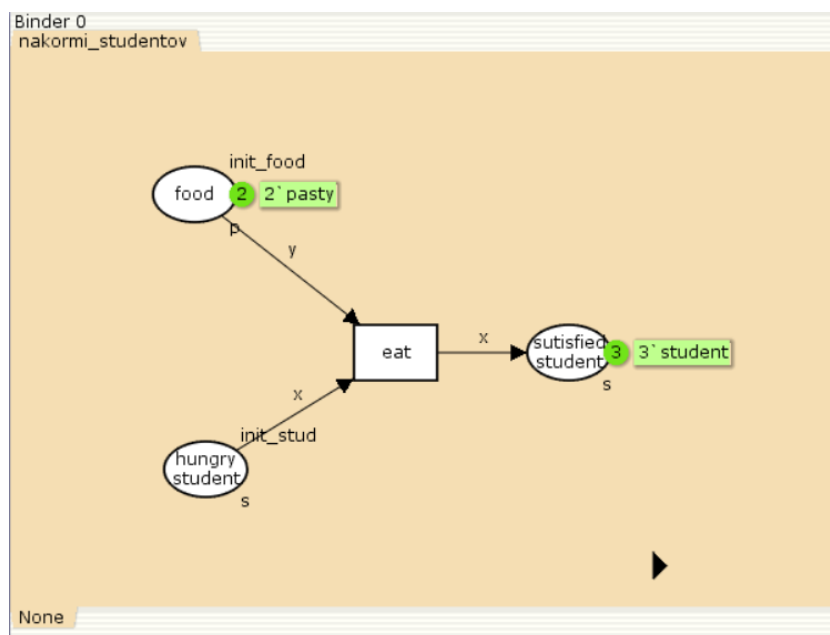 Binder 0
nakormi_studentov
init_food
food
2
2`pasty
p
y
eat
x
sutisfied
student
3
3`student
s
x
init_stud
hungry
student
s
None